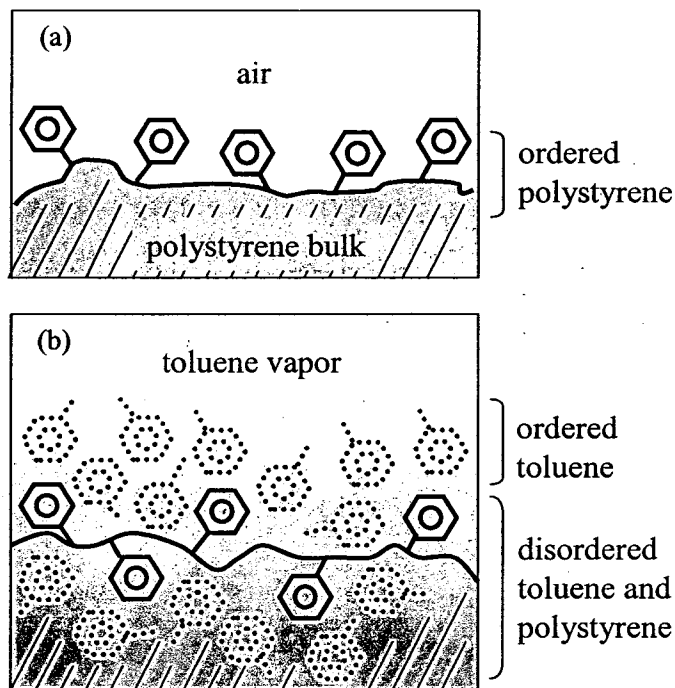 (a)
air
ordered
polystyrene
polystyrene bulk
(b)
toluene vapor
ordered
toluene
disordered
toluene and
polystyrene